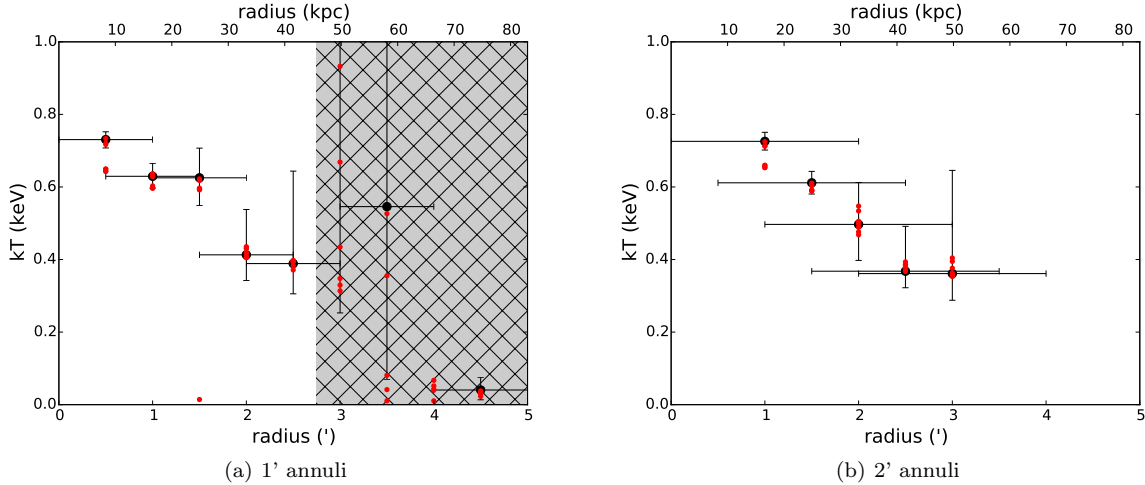 radius (kpc)
10 20 30 40 50 60 70 80
1.0
0.8
0.6
0.4
0.2
0.0
kT (keV)
0 1 2 3 4 5
radius (')
(a) 1' annuli
radius (kpc)
10 20 30 40 50 60 70 80
1.0
0.8
0.6
0.4
0.2
0.0
kT (keV)
0 1 2 3 4 5
radius (')
(b) 2' annuli